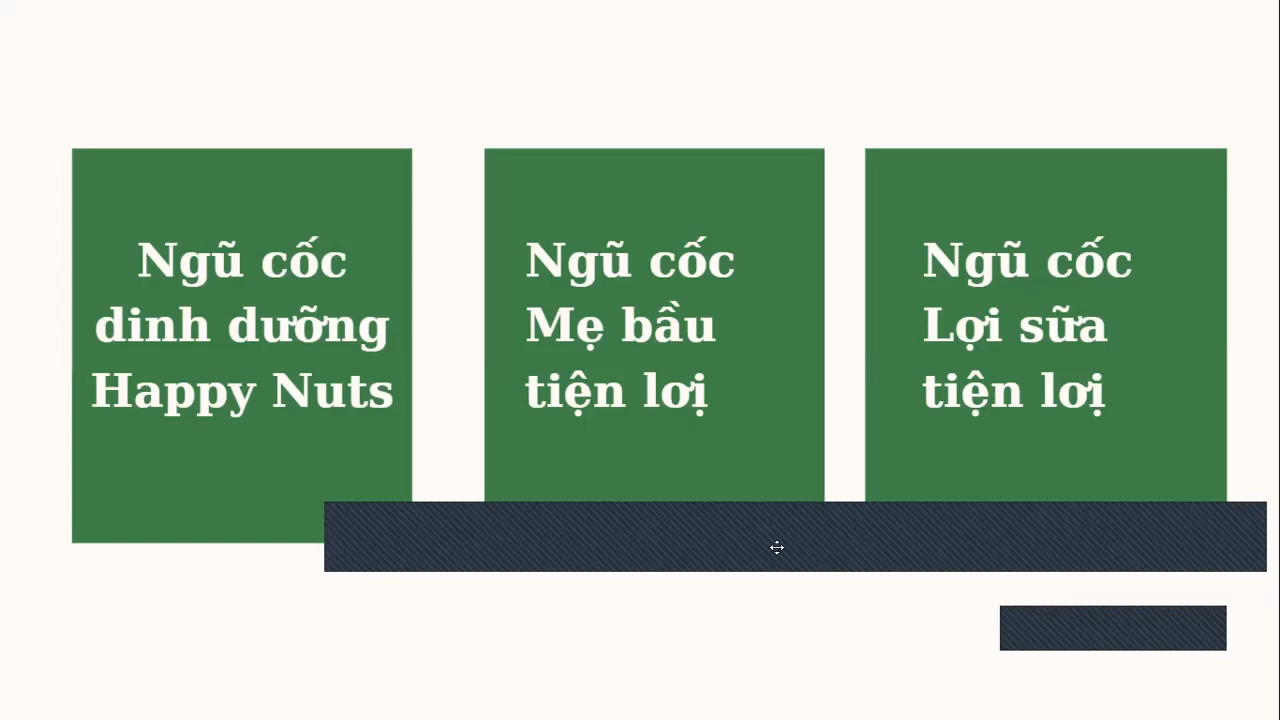 Ngũ cốc
dinh dưỡng
Happy Nuts
Ngũ cốc
Mẹ bầu
tiện lợi
Ngũ cốc
Lợi sữa
tiện lợi